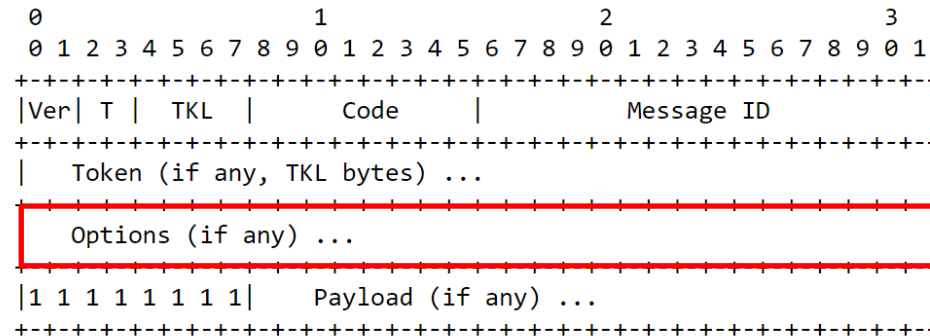 0 1 2 3
0 1 2 3 4 5 6 7 8 9 0 1 2 3 4 5 6 7 8 9 0 1 2 3 4 5 6 7 8 9 0 1
+-+-+-+-+-+-+-+-+-+-+-+-+-+-+-+-+-+-+-+-+-+-+-+-+-+-+-+-+-+-+-+-
|Ver| T | TKL | Code | Message ID
+-+-+-+-+-+-+-+-+-+-+-+-+-+-+-+-+-+-+-+-+-+-+-+-+-+-+-+-+-+-+-+-
| Token (if any, TKL bytes) ...
+-+-+-+-+-+-+-+-+-+-+-+-+-+-+-+-+-+-+-+-+-+-+-+-+-+-+-+-+-+-+-+-
Options (if any) ...
+-+-+-+-+-+-+-+-+-+-+-+-+-+-+-+-+-+-+-+-+-+-+-+-+-+-+-+-+-+-+-+-
|1 1 1 1 1 1 1 1| Payload (if any) ...
+-+-+-+-+-+-+-+-+-+-+-+-+-+-+-+-+-+-+-+-+-+-+-+-+-+-+-+-+-+-+-+-